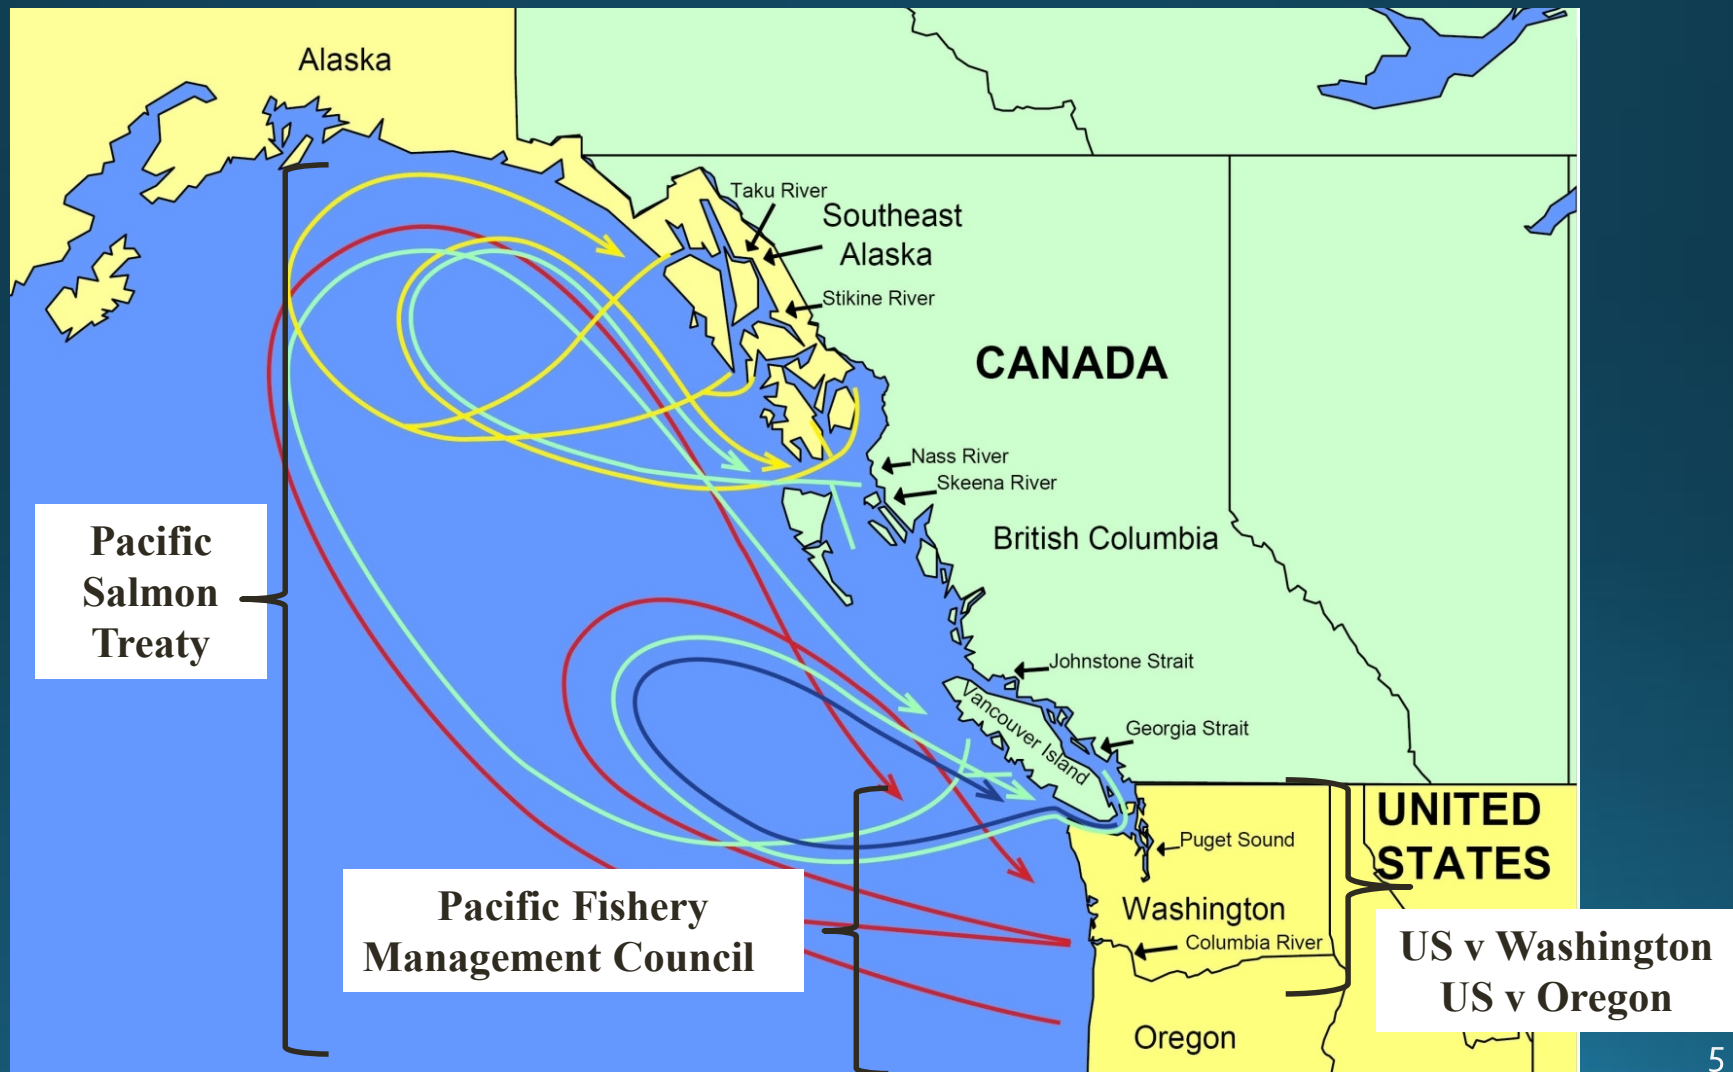 Alaska
Taku River
Southeast
Alaska
Stikine River
CANADA
Nass River
Skeena River
British Columbia
Pacific
Salmon
Treaty
Johnstone Strait
Vancouver Island
Georgia Strait
UNITED
STATES
Puget Sound
Pacific Fishery
Management Council
Washington
Columbia River
US v Washington
US v Oregon
Oregon
5